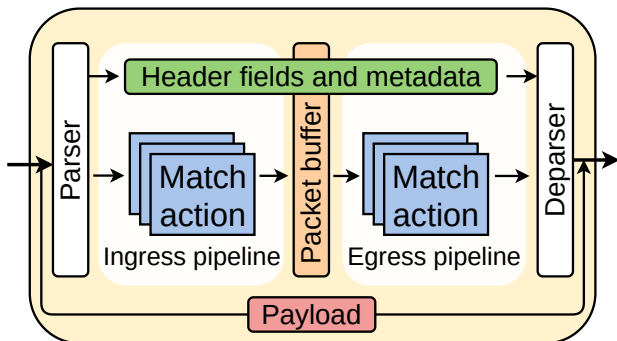 Header fields and metadata
Parser
Match
action
Ingress pipeline
Packet buffer
Match
action
Egress pipeline
Deparser
Payload